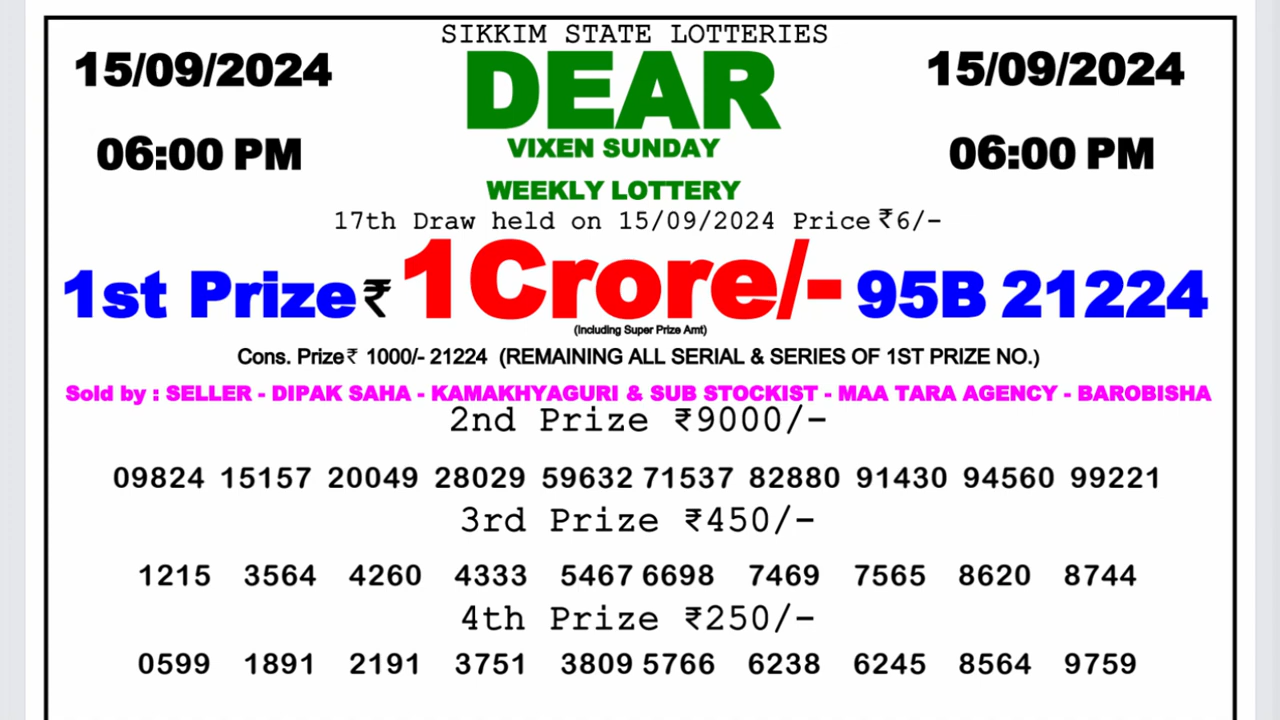 SIKKIM STATE LOTTERIES
15/09/2024 DEAR 15/09/2024
06:00 PM VIXEN SUNDAY 06:00 PM
WEEKLY LOTTERY
17th Draw held on 15/09/2024 Price ₹6/-
1st Prize ₹ 1Crore/- 95B 21224
(Including Super Prize Amt)
Cons. Prize ₹ 1000/- 21224 (REMAINING ALL SERIAL & SERIES OF 1ST PRIZE NO.)
Sold by : SELLER - DIPAK SAHA - KAMAKHYAGURI & SUB STOCKIST - MAA TARA AGENCY - BAROBISHA
2nd Prize ₹9000/-
09824 15157 20049 28029 59632 71537 82880 91430 94560 99221
3rd Prize ₹450/-
1215 3564 4260 4333 5467 6698 7469 7565 8620 8744
4th Prize ₹250/-
0599 1891 2191 3751 3809 5766 6238 6245 8564 9759